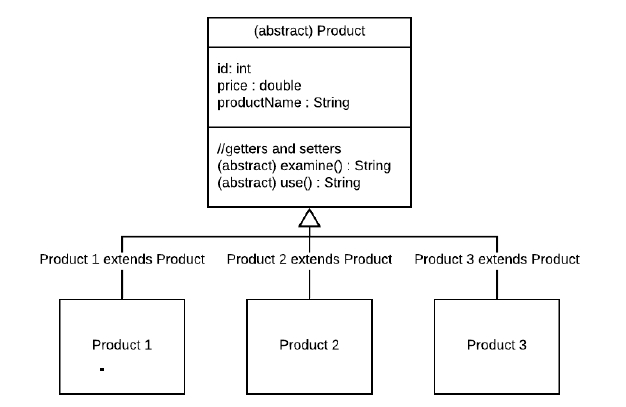 (abstract) Product
id: int
price : double
productName : String
//getters and setters
(abstract) examine() : String
(abstract) use() : String
Product 1 extends Product
Product 2 extends Product
Product 3 extends Product
Product 1
Product 2
Product 3